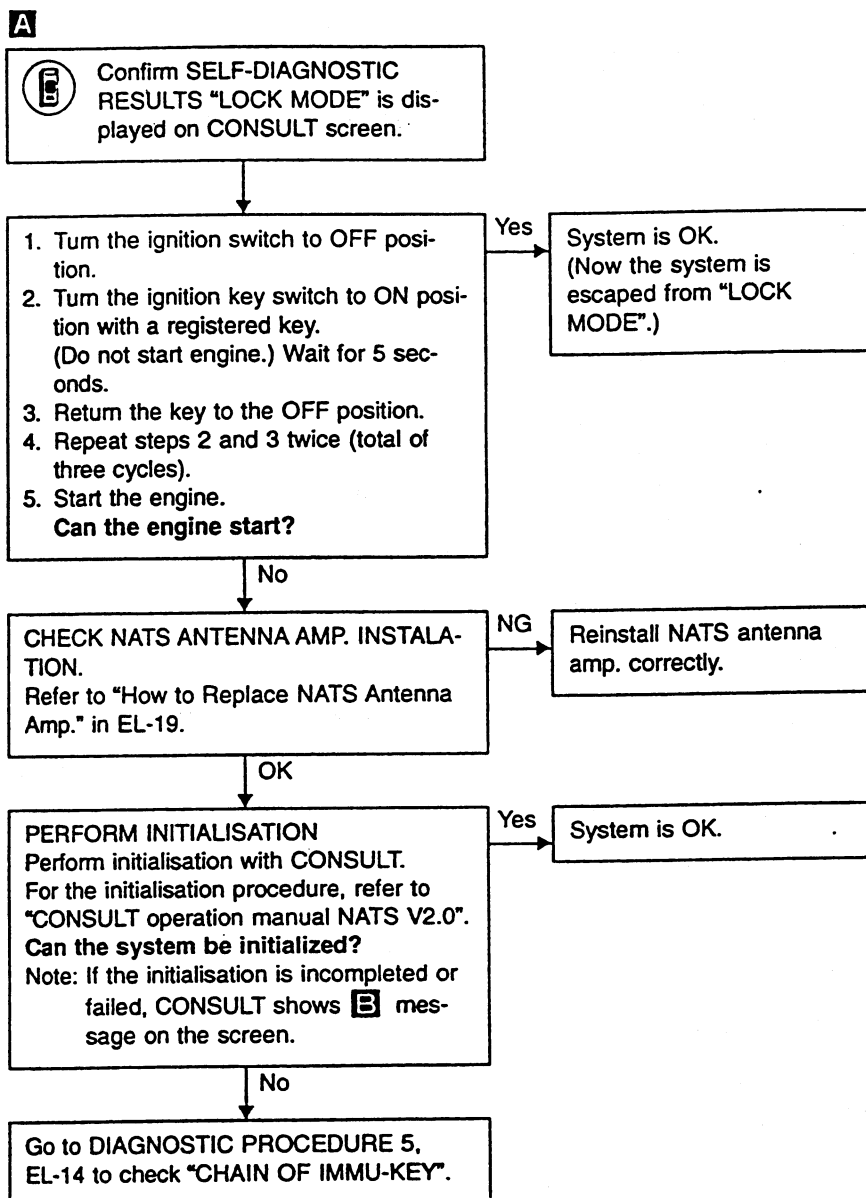 A
Confirm SELF-DIAGNOSTIC
RESULTS “LOCK MODE” is dis-
played on CONSULT screen.
1. Turn the ignition switch to OFF posi-
tion.
2. Turn the ignition key switch to ON posi-
tion with a registered key.
(Do not start engine.) Wait for 5 sec-
onds.
3. Return the key to the OFF position.
4. Repeat steps 2 and 3 twice (total of
three cycles).
5. Start the engine.
Can the engine start?
Yes
System is OK.
(Now the system is
escaped from “LOCK
MODE”.)
No
CHECK NATS ANTENNA AMP. INSTALA-
TION.
Refer to “How to Replace NATS Antenna
Amp.” in EL-19.
NG
Reinstall NATS antenna
amp. correctly.
OK
PERFORM INITIALISATION
Perform initialisation with CONSULT.
For the initialisation procedure, refer to
“CONSULT operation manual NATS V2.0”.
Can the system be initialized?
Note: If the initialisation is incompleted or
failed, CONSULT shows B mes-
sage on the screen.
Yes
System is OK.
No
Go to DIAGNOSTIC PROCEDURE 5,
EL-14 to check “CHAIN OF IMMU-KEY”.